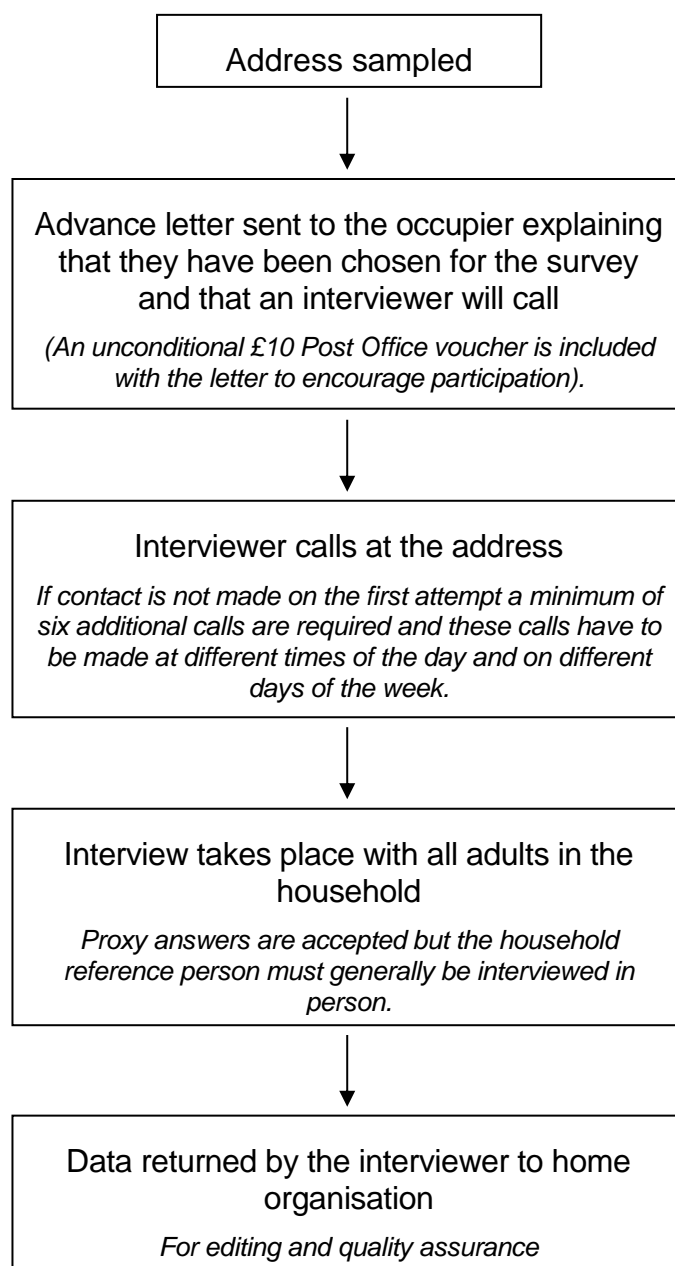 Address sampled
Advance letter sent to the occupier explaining
that they have been chosen for the survey
and that an interviewer will call
(An unconditional £10 Post Office voucher is included
with the letter to encourage participation).
Interviewer calls at the address
If contact is not made on the first attempt a minimum of
six additional calls are required and these calls have to
be made at different times of the day and on different
days of the week.
Interview takes place with all adults in the
household
Proxy answers are accepted but the household
reference person must generally be interviewed in
person.
Data returned by the interviewer to home
organisation
For editing and quality assurance